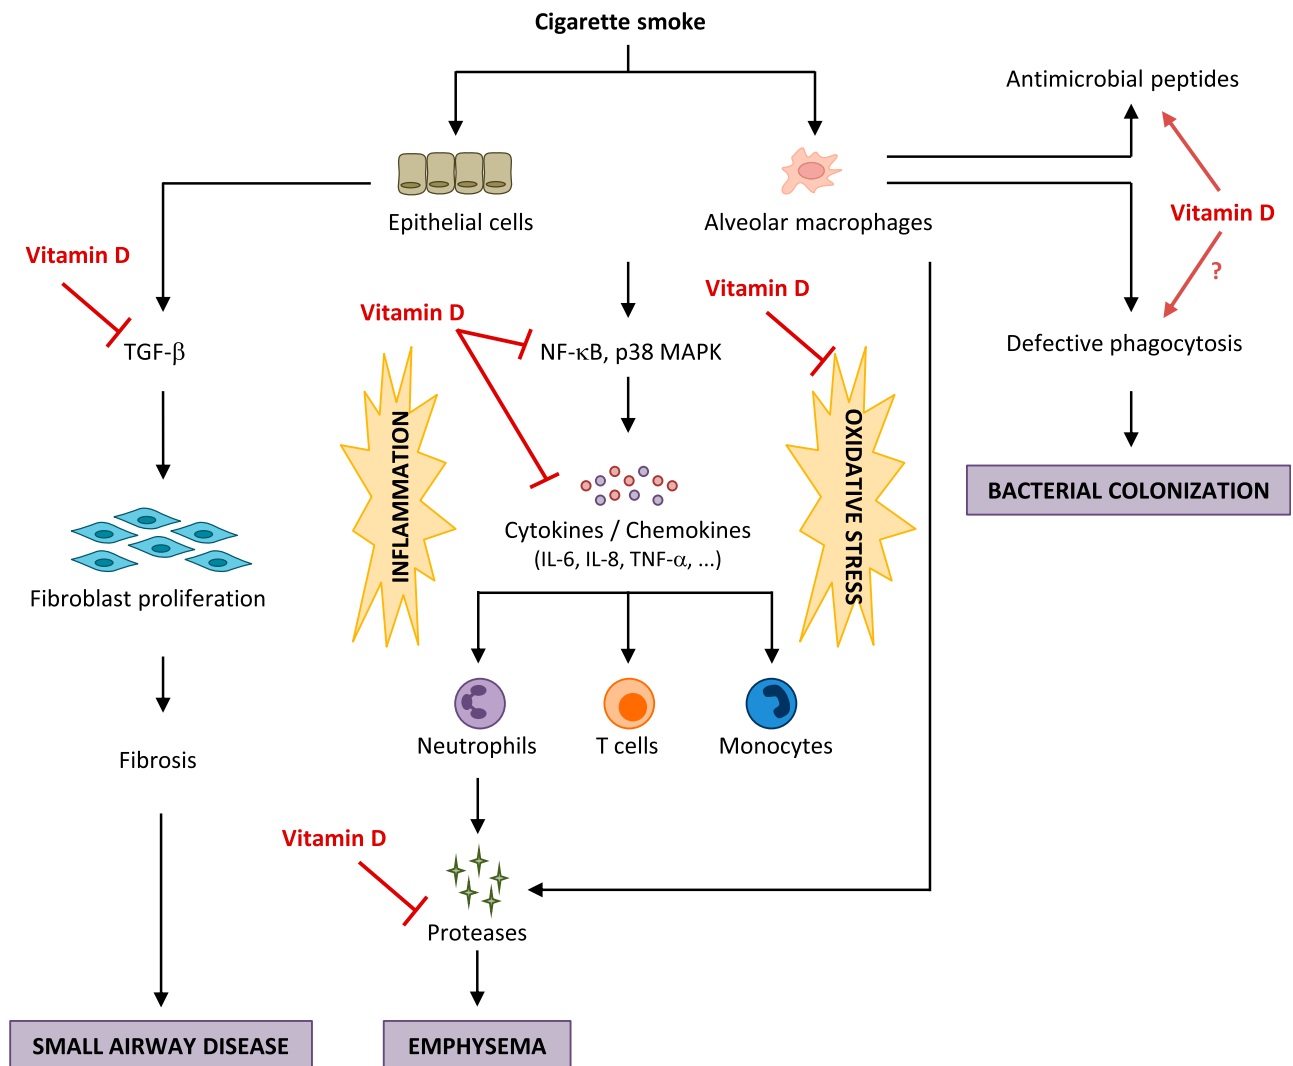 Cigarette smoke
Antimicrobial peptides
Epithelial cells
Alveolar macrophages
Vitamin D
Vitamin D
?
Vitamin D
Vitamin D
TGF-β
NF-κB, p38 MAPK
Defective phagocytosis
INFLAMMATION
OXIDATIVE STRESS
BACTERIAL COLONIZATION
Cytokines / Chemokines
(IL-6, IL-8, TNF-α, ...)
Fibroblast proliferation
Neutrophils
T cells
Monocytes
Fibrosis
Vitamin D
Proteases
SMALL AIRWAY DISEASE
EMPHYSEMA